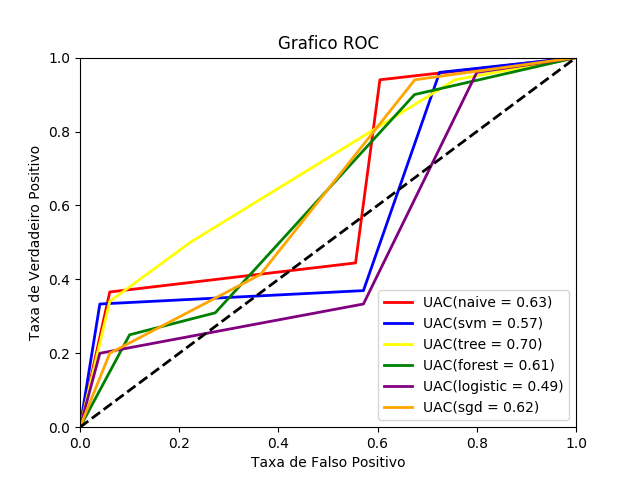 Grafico ROC
Taxa de Verdadeiro Positivo
1.0
0.8
0.6
0.4
0.2
0.0
UAC(naive = 0.63)
UAC(svm = 0.57)
UAC(tree = 0.70)
UAC(forest = 0.61)
UAC(logistic = 0.49)
UAC(sgd = 0.62)
0.0 0.2 0.4 0.6 0.8 1.0
Taxa de Falso Positivo